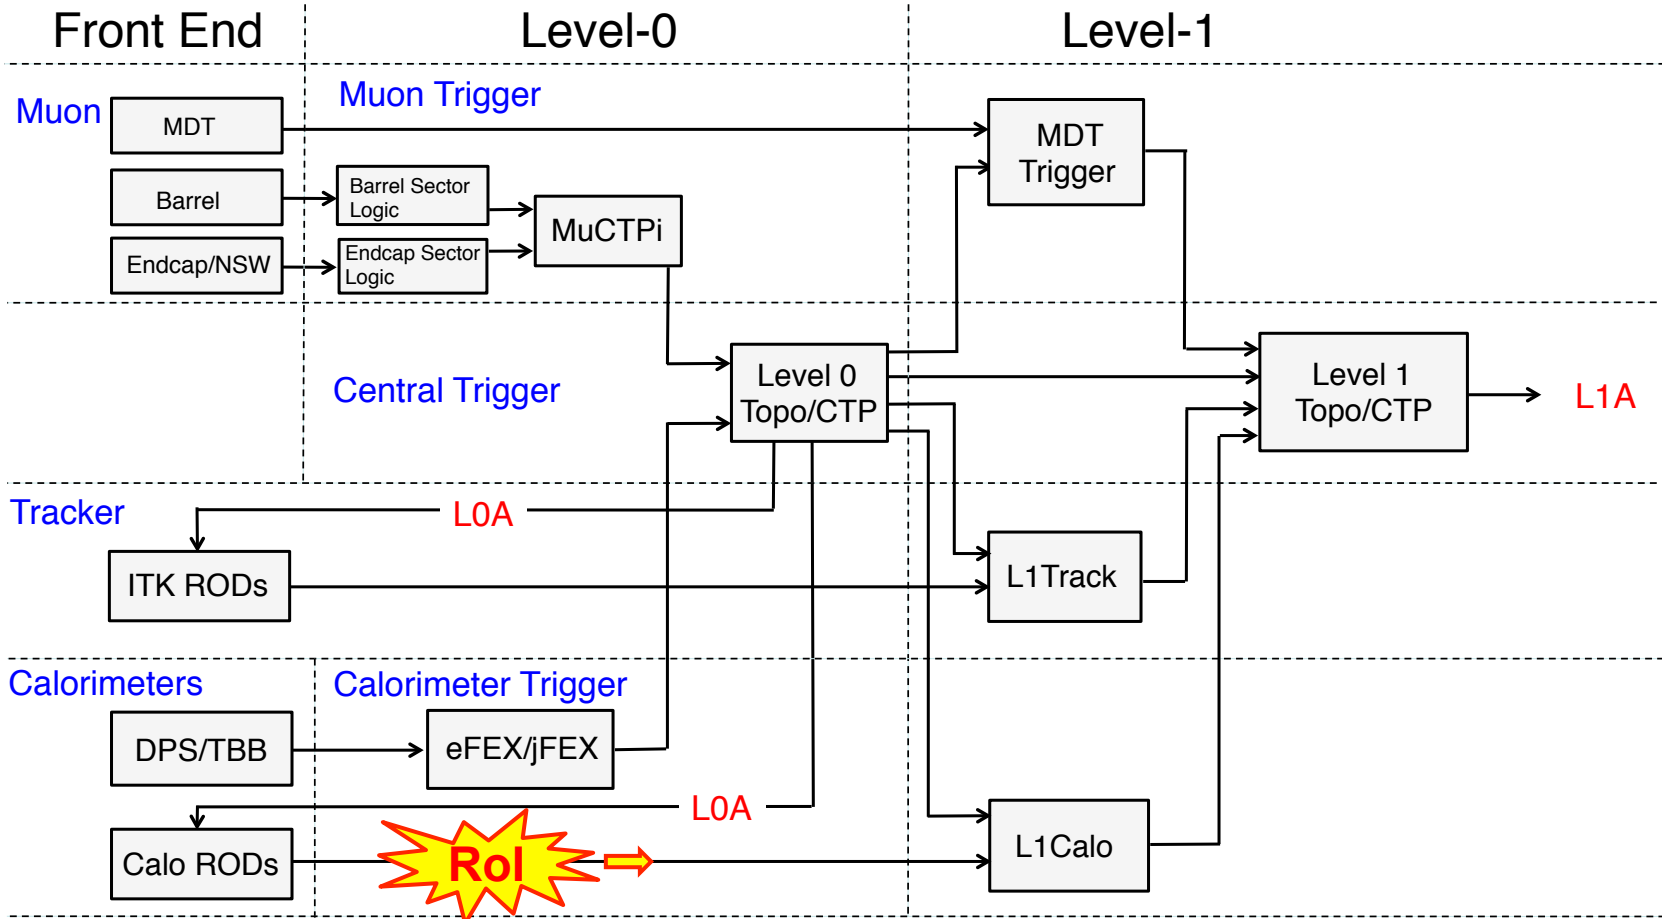 Front End
Level-0
Level-1
Muon
Muon Trigger
MDT
MDT
Trigger
Barrel
Barrel Sector
Logic
MuCTPi
Endcap/NSW
Endcap Sector
Logic
Central Trigger
Level 0
Topo/CTP
Level 1
Topo/CTP
L1A
Tracker
L0A
ITK RODs
L1Track
Calorimeters
Calorimeter Trigger
DPS/TBB
eFEX/jFEX
L0A
Calo RODs
RoI
L1Calo